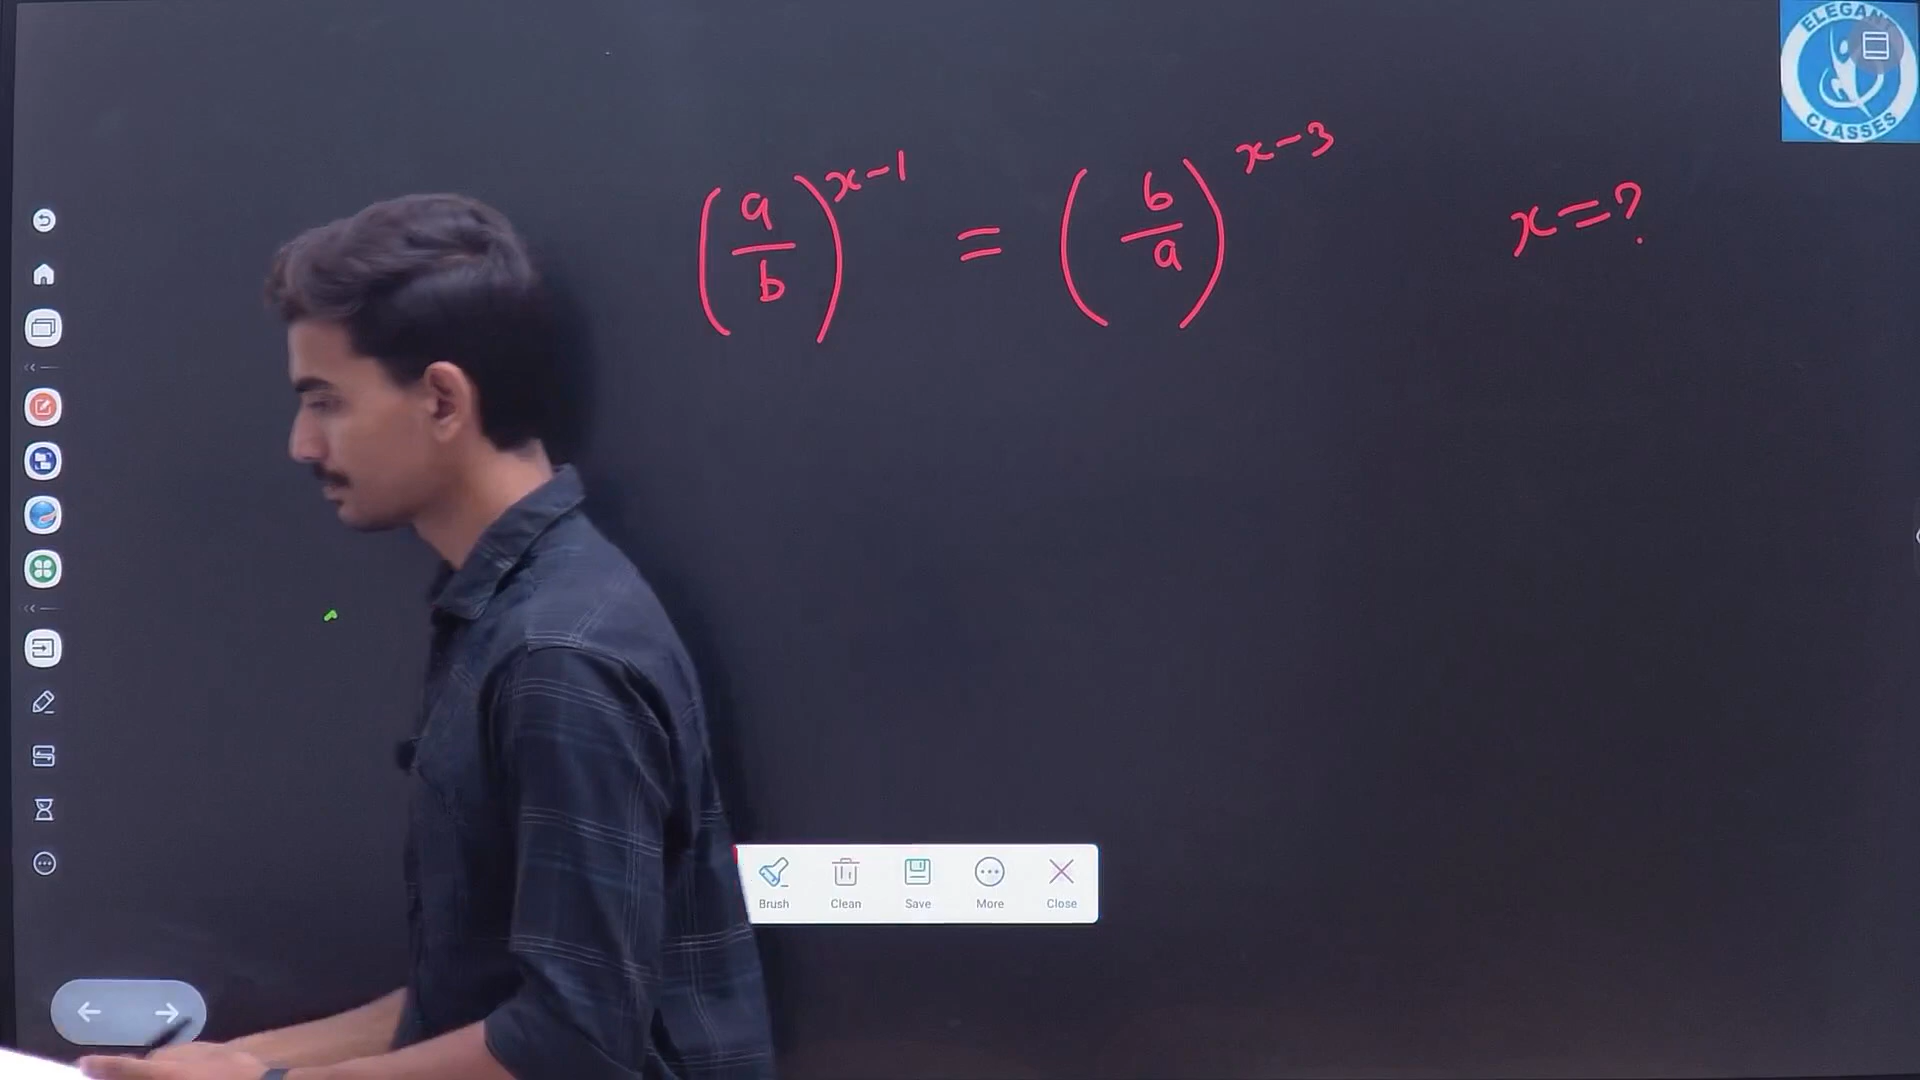 ELEGANT
CLASSES
(a/b)^(x-1) = (b/a)^(x-3) x=?
Brush Clean Save More Close